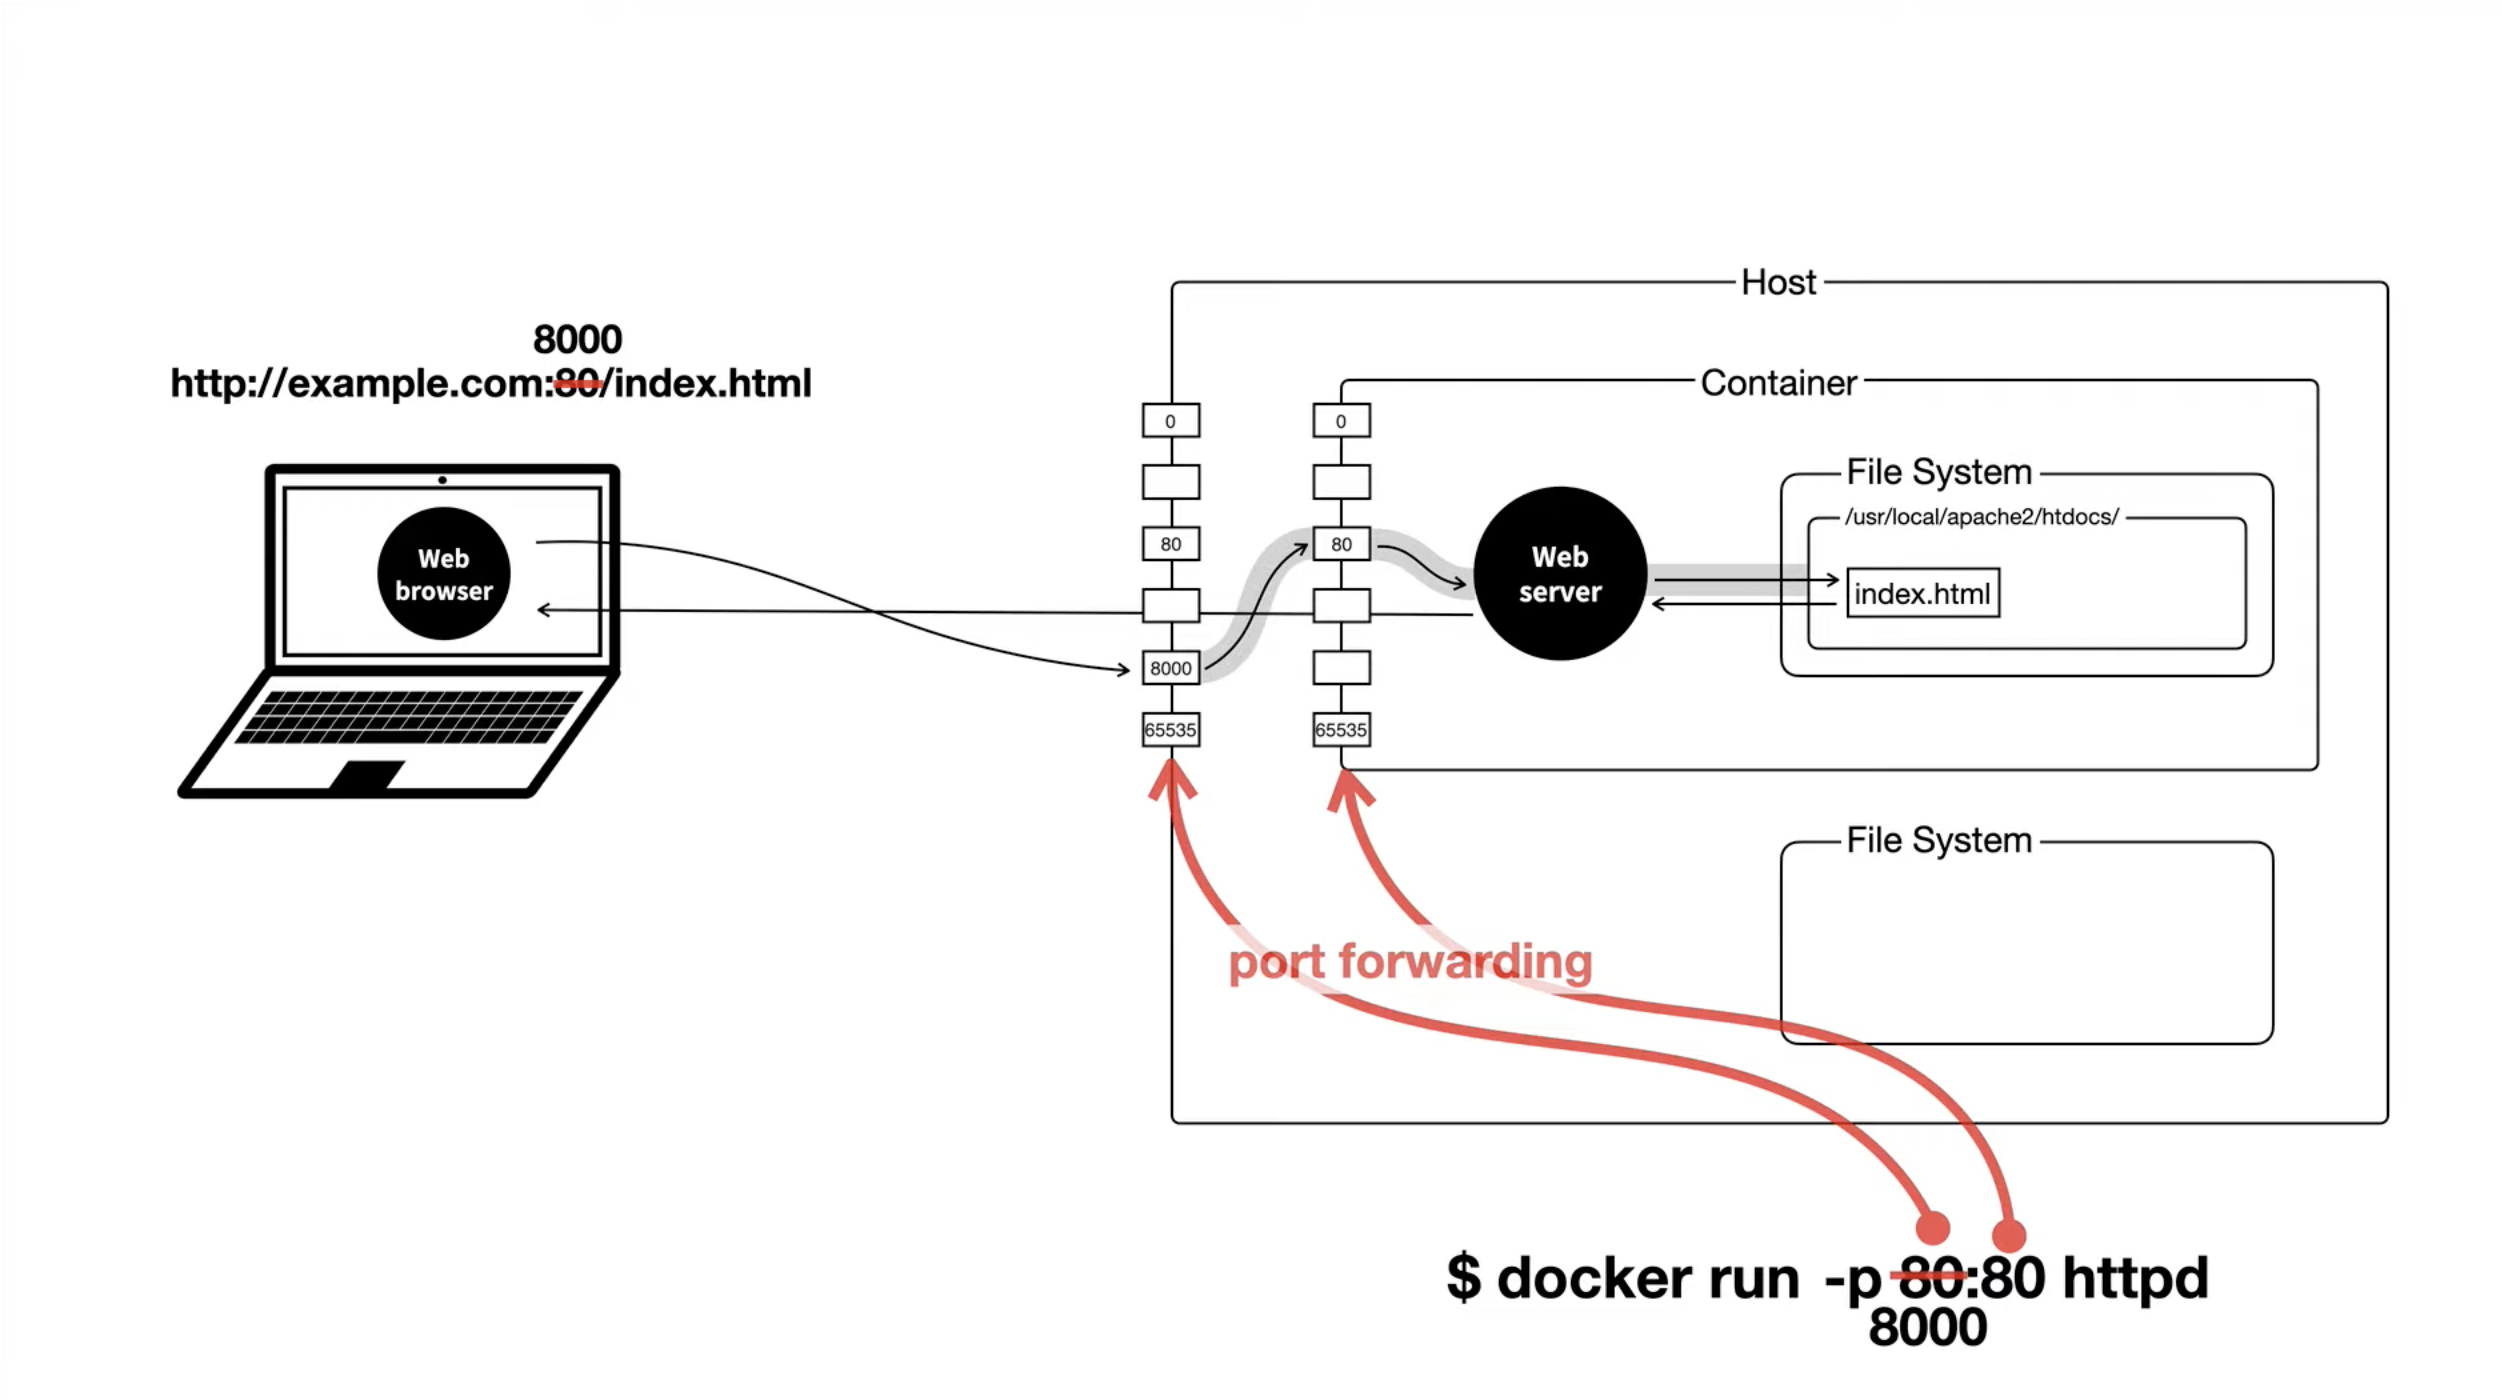 8000
http://example.com:80/index.html
Web
browser
Host
Container
0
0
80
80
8000
65535
65535
Web
server
File System
/usr/local/apache2/htdocs/
index.html
File System
port forwarding
$ docker run -p 80:80 httpd
8000